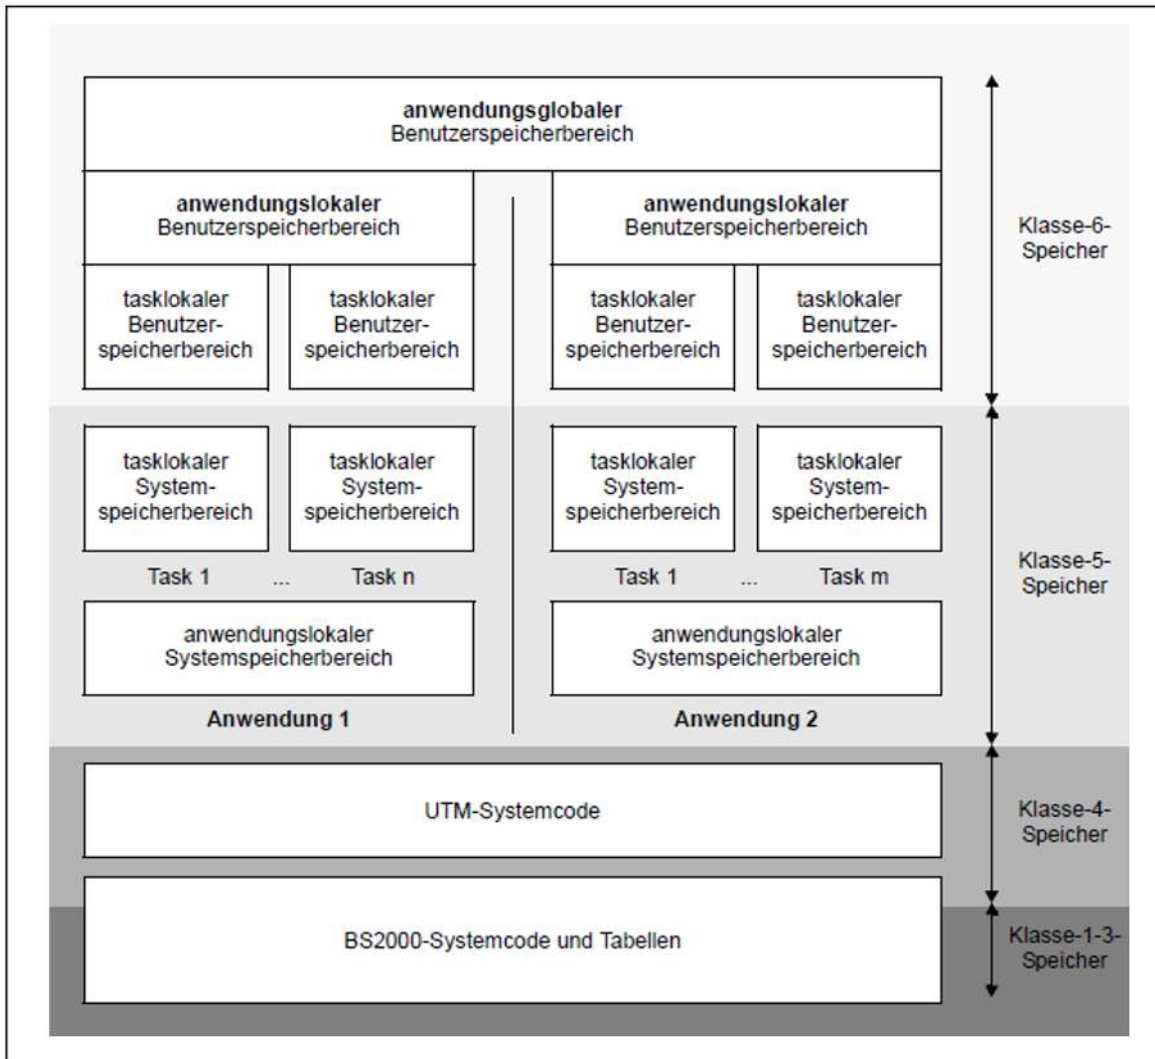 anwendungsglobaler
Benutzerspeicherbereich
anwendungslokaler
Benutzerspeicherbereich
anwendungslokaler
Benutzerspeicherbereich
Klasse-6-
Speicher
tasklokaler
Benutzer-
speicherbereich
tasklokaler
Benutzer-
speicherbereich
tasklokaler
Benutzer-
speicherbereich
tasklokaler
Benutzer-
speicherbereich
tasklokaler
System-
speicherbereich
tasklokaler
System-
speicherbereich
tasklokaler
System-
speicherbereich
tasklokaler
System-
speicherbereich
Task 1 ... Task n
Task 1 ... Task m
Klasse-5-
Speicher
anwendungslokaler
Systemspeicherbereich
anwendungslokaler
Systemspeicherbereich
Anwendung 1
Anwendung 2
UTM-Systemcode
Klasse-4-
Speicher
BS2000-Systemcode und Tabellen
Klasse-1-3-
Speicher